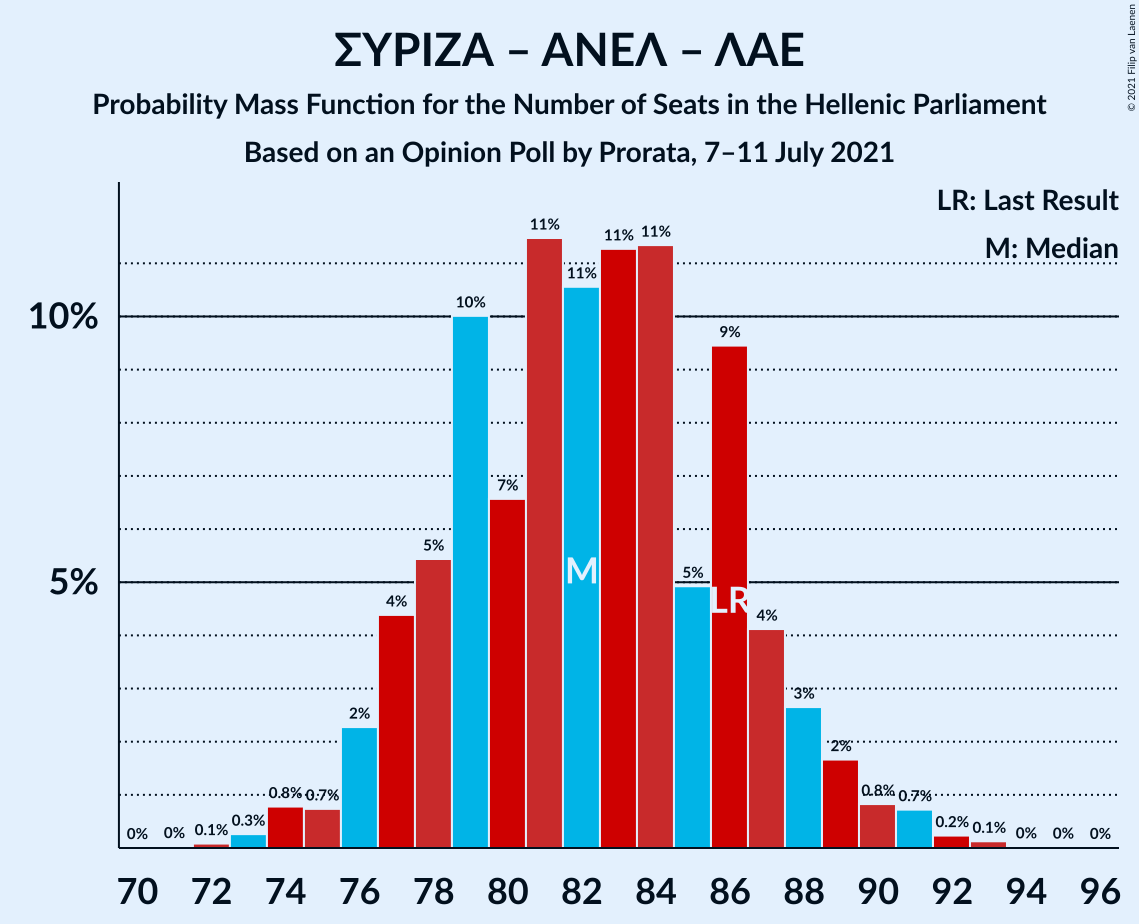 ΣΥΡΙΖΑ – ΑΝΕΛ – ΛΑΕ
Probability Mass Function for the Number of Seats in the Hellenic Parliament
Based on an Opinion Poll by Prorata, 7–11 July 2021
© 2021 Filip van Laenen
LR: Last Result
M: Median
10%
5%
0% 0% 0.1% 0.3% 0.8% 0.7% 2% 4% 5% 10% 7% 11% 11% 11% 11% 5% 9% 4% 3% 2% 0.8% 0.7% 0.2% 0.1% 0% 0% 0%
M
LR
70 72 74 76 78 80 82 84 86 88 90 92 94 96